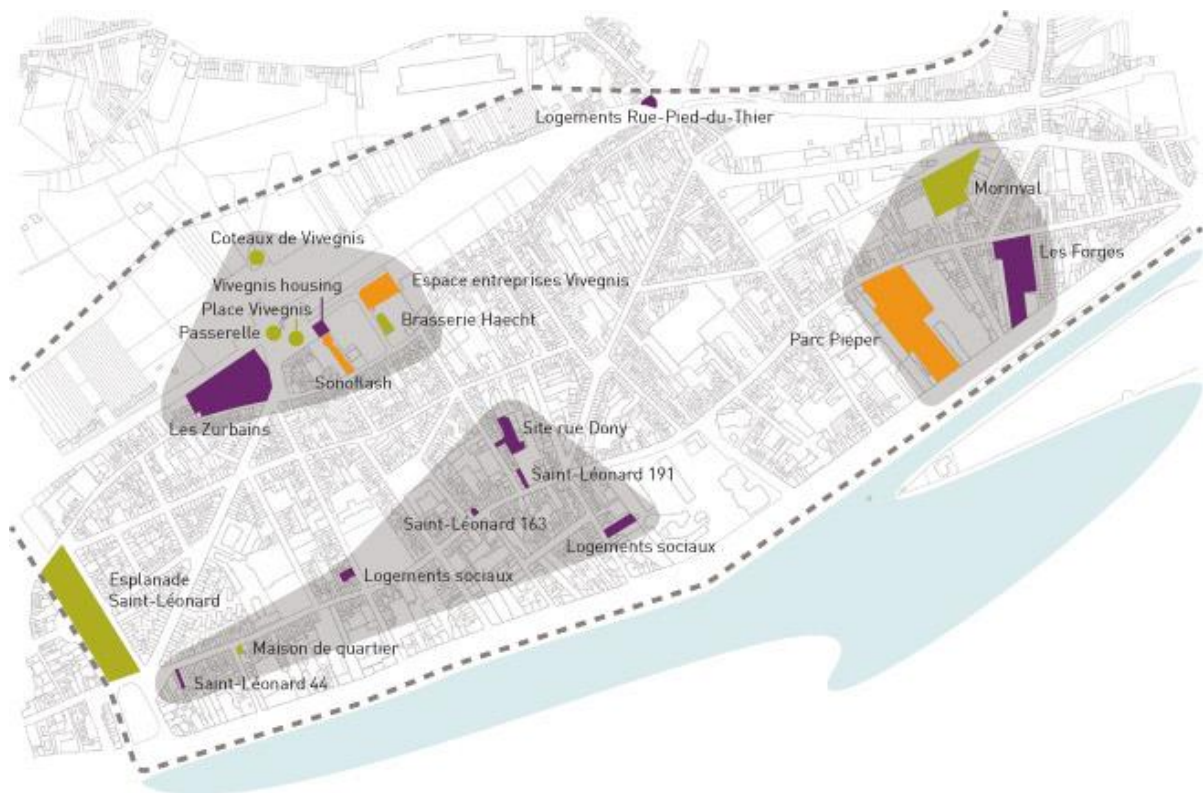 Logements Rue-Pied-du-Thier
Morinval
Coteaux de Vivegnis
Les Forges
Vivegnis housing
Espace entreprises Vivegnis
Place Vivegnis
Brasserie Haecht
Passerelle
Parc Pieper
Sonofiash
Les Zurbains
Site rue Dony
Saint-Léonard 191
Saint-Léonard 163
Logements sociaux
Logements sociaux
Esplanade
Saint-Léonard
Maison de quartier
Saint-Léonard 44